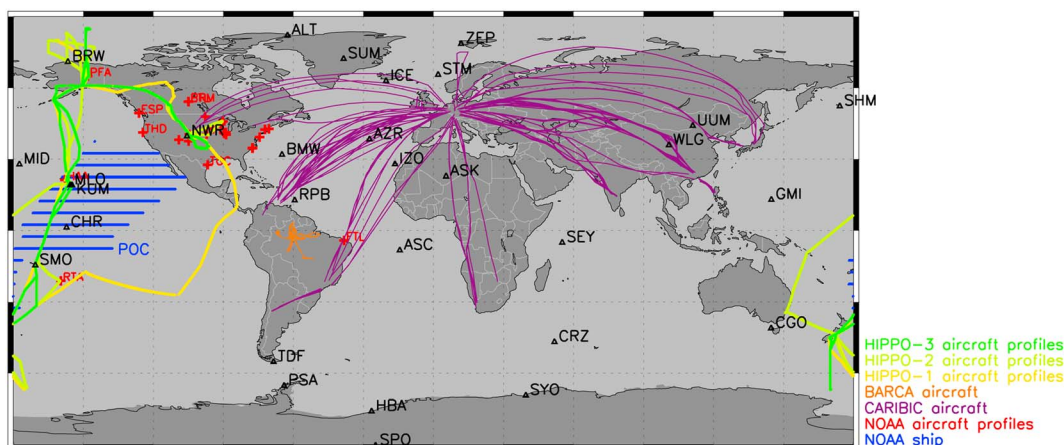 ALT
ZEP
BRW
SUM
PFA
STM
ICE
ESP
SHM
THD
NWR
UUM
AZR
WLG
BMW
MID
IZO
MLO
KUM
ASK
RPB
GMI
CHR
POC
FTL
ASC
SEY
SMO
RTA
CGO
CRZ
TDF
PSA
SYO
HBA
SPO
HIPPO-3 aircraft profiles
HIPPO-2 aircraft profiles
HIPPO-1 aircraft profiles
BARCA aircraft
CARIBIC aircraft
NOAA aircraft profiles
NOAA ship